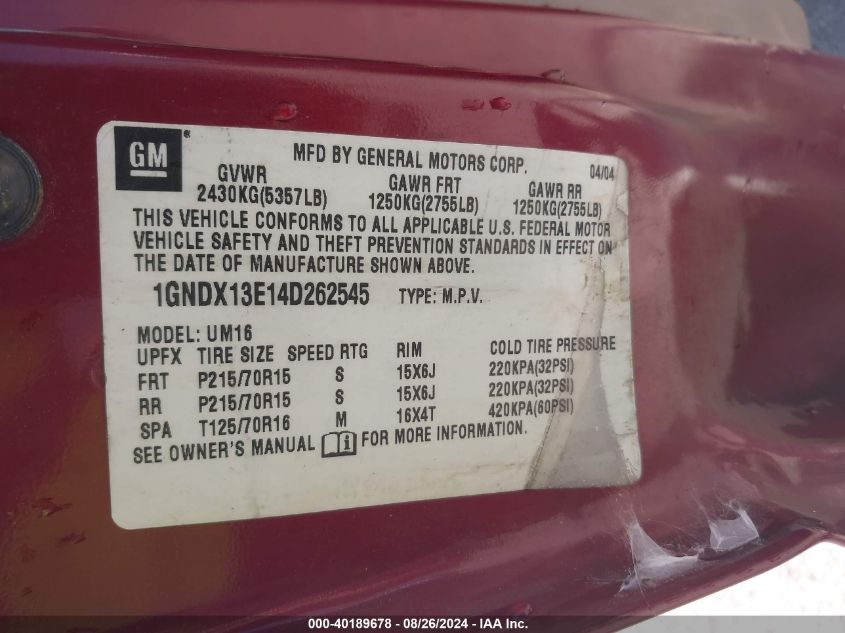 GM ® MFD BY GENERAL MOTORS CORP. 04/04
GVWR GAWR FRT GAWR RR
2430KG(5357LB) 1250KG(2755LB) 1250KG(2755LB)
THIS VEHICLE CONFORMS TO ALL APPLICABLE U.S. FEDERAL MOTOR
VEHICLE SAFETY AND THEFT PREVENTION STANDARDS IN EFFECT ON
THE DATE OF MANUFACTURE SHOWN ABOVE.
1GNDX13E14D262545 TYPE: M.P.V.
MODEL: UM16
UPFX TIRE SIZE SPEED RTG RIM COLD TIRE PRESSURE
FRT P215/70R15 S 15X6J 220KPA(32PSI)
RR P215/70R15 S 15X6J 220KPA(32PSI)
SPA T125/70R16 M 16X4T 420KPA(60PSI)
SEE OWNER'S MANUAL FOR MORE INFORMATION.
000-40189678 - 08/26/2024 - IAA Inc.